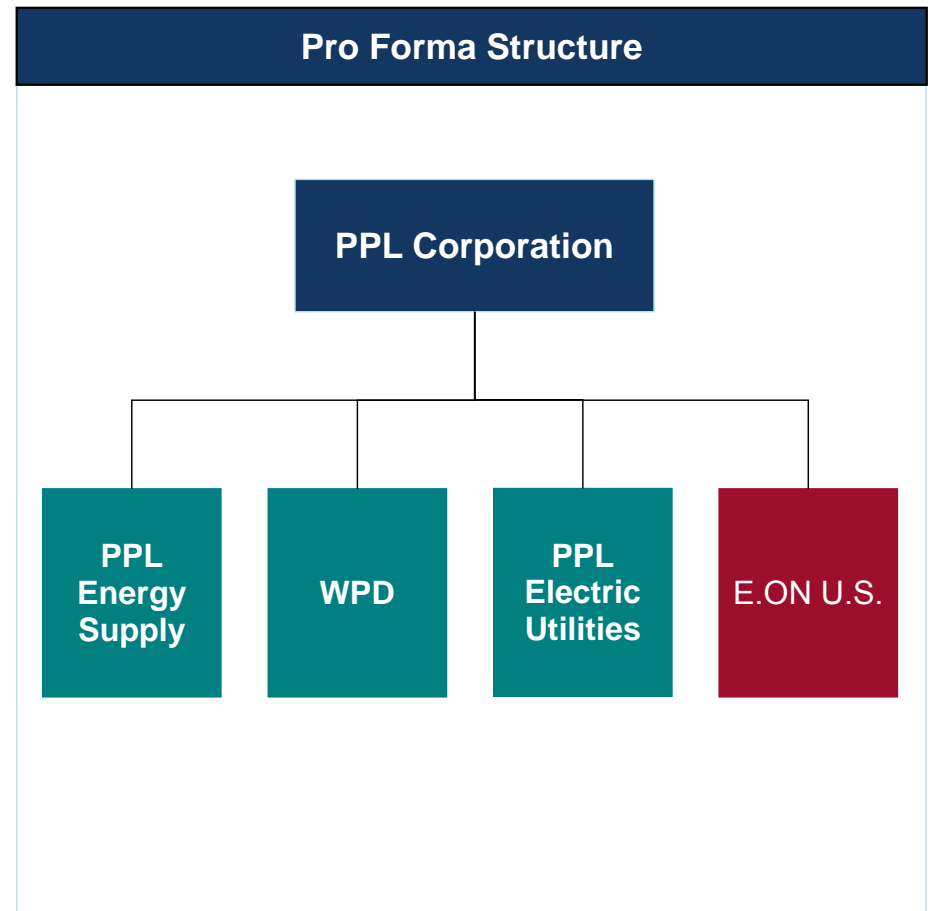 Pro Forma Structure
PPL Corporation
PPL
Energy
Supply
WPD
PPL
Electric
Utilities
E.ON U.S.